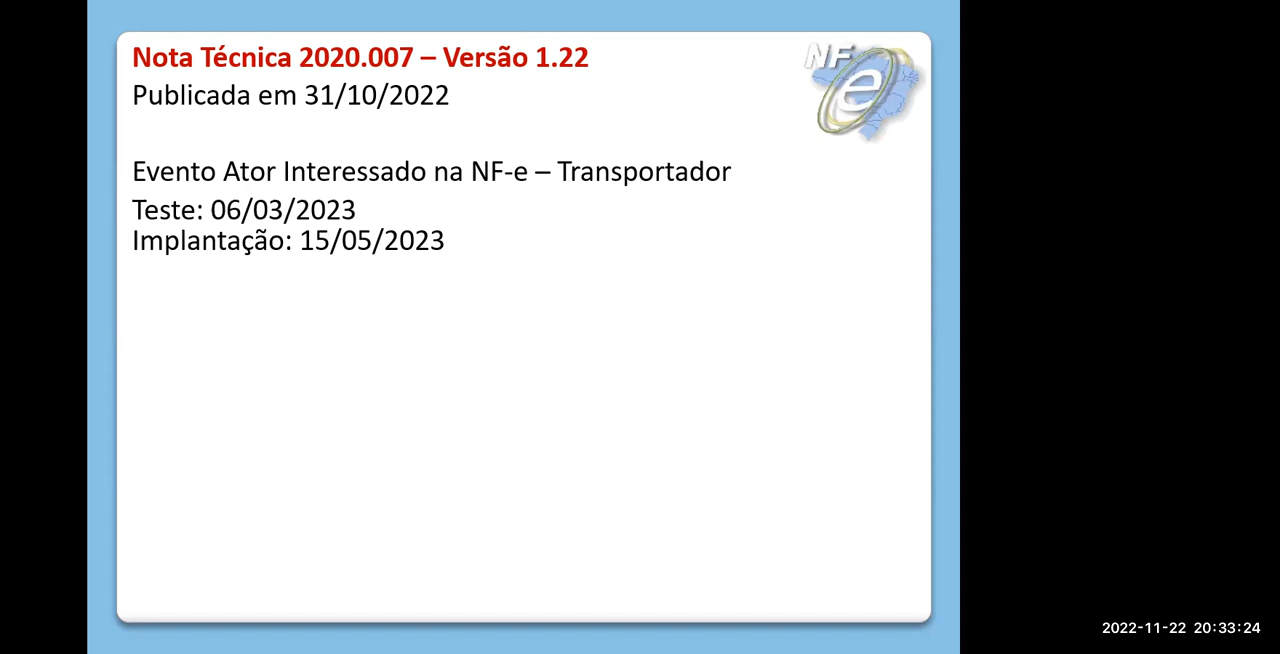 Nota Técnica 2020.007 – Versão 1.22
Publicada em 31/10/2022
NF
e
Evento Ator Interessado na NF-e – Transportador
Teste: 06/03/2023
Implantação: 15/05/2023
2022-11-22 20:33:24